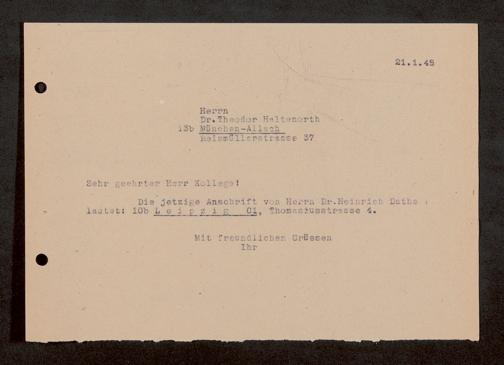 21.1.48
Herrn
Dr.Theodor Haltenorth
13b München-Allach
Reismüllerstrasse 37
Sehr geehrter Herr Kollege!
Die jetzige Anschrift von Herrn Dr.Heinrich Dathe
lautet: 10b L e i p z i g C1, Thomasiusstrasse 4.
Mit freundlichen Grüssen
Ihr